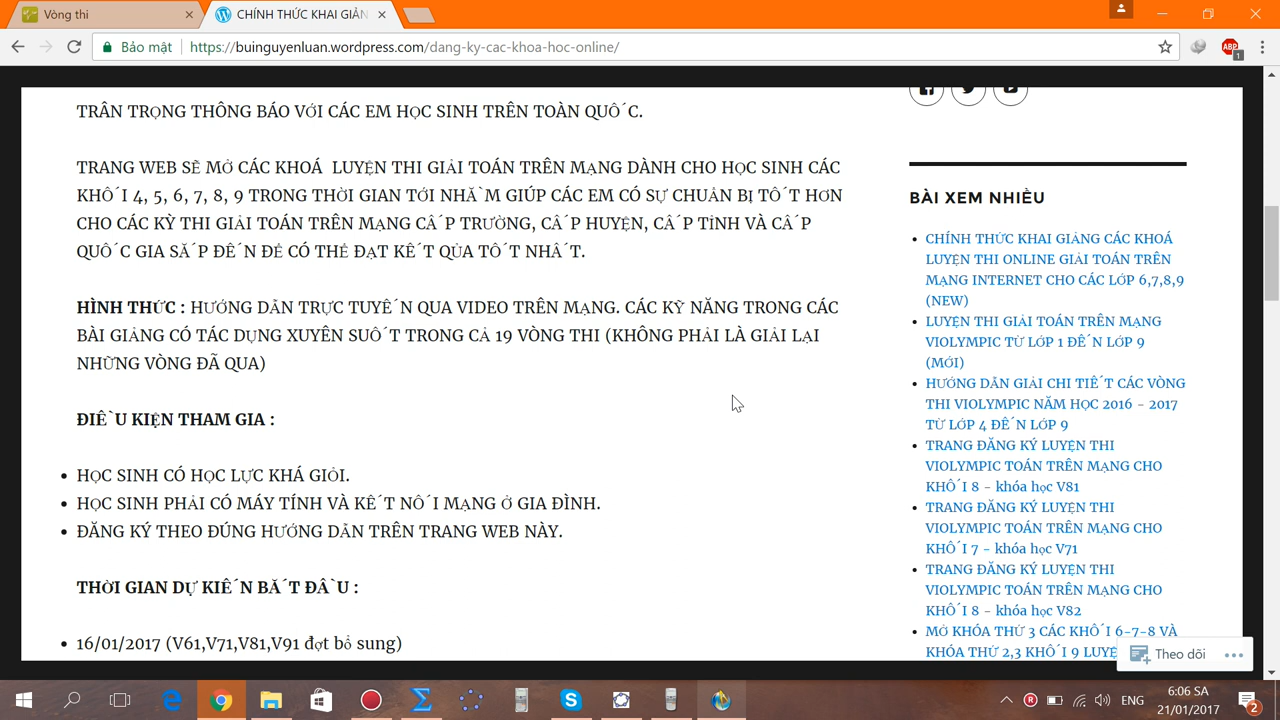 Vòng thi
CHÍNH THỨC KHAI GIẢN
Bảo mật
https://buinguyenluan.wordpress.com/dang-ky-cac-khoa-hoc-online/
ABP
1
TRÂN TRỌNG THÔNG BÁO VỚI CÁC EM HỌC SINH TRÊN TOÀN QUỐC.
TRANG WEB SẼ MỞ CÁC KHOÁ LUYỆN THI GIẢI TOÁN TRÊN MẠNG DÀNH CHO HỌC SINH CÁC
KHỐI 4, 5, 6, 7, 8, 9 TRONG THỜI GIAN TỚI NHẰM GIÚP CÁC EM CÓ SỰ CHUẨN BỊ TỐT HƠN
CHO CÁC KỲ THI GIẢI TOÁN TRÊN MẠNG CẤP TRƯỜNG, CẤP HUYỆN, CẤP TỈNH VÀ CẤP
QUỐC GIA SẮP ĐẾN ĐỂ CÓ THỂ ĐẠT KẾT QỦA TỐT NHẤT.
HÌNH THỨC : HƯỚNG DẪN TRỰC TUYẾN QUA VIDEO TRÊN MẠNG. CÁC KỸ NĂNG TRONG CÁC
BÀI GIẢNG CÓ TÁC DỤNG XUYÊN SUỐT TRONG CẢ 19 VÒNG THI (KHÔNG PHẢI LÀ GIẢI LẠI
NHỮNG VÒNG ĐÃ QUA)
ĐIỀU KIỆN THAM GIA :
HỌC SINH CÓ HỌC LỰC KHÁ GIỎI.
HỌC SINH PHẢI CÓ MÁY TÍNH VÀ KẾT NỐI MẠNG Ở GIA ĐÌNH.
ĐĂNG KÝ THEO ĐÚNG HƯỚNG DẪN TRÊN TRANG WEB NÀY.
THỜI GIAN DỰ KIẾN BẮT ĐẦU :
16/01/2017 (V61,V71,V81,V91 đợt bổ sung)
BÀI XEM NHIỀU
CHÍNH THỨC KHAI GIẢNG CÁC KHOÁ
LUYỆN THI ONLINE GIẢI TOÁN TRÊN
MẠNG INTERNET CHO CÁC LỚP 6,7,8,9
(NEW)
LUYỆN THI GIẢI TOÁN TRÊN MẠNG
VIOLYMPIC TỪ LỚP 1 ĐẾN LỚP 9
(MỚI)
HƯỚNG DẪN GIẢI CHI TIẾT CÁC VÒNG
THI VIOLYMPIC NĂM HỌC 2016 - 2017
TỪ LỚP 4 ĐẾN LỚP 9
TRANG ĐĂNG KÝ LUYỆN THI
VIOLYMPIC TOÁN TRÊN MẠNG CHO
KHỐI 8 – khóa học V81
TRANG ĐĂNG KÝ LUYỆN THI
VIOLYMPIC TOÁN TRÊN MẠNG CHO
KHỐI 7 – khóa học V71
TRANG ĐĂNG KÝ LUYỆN THI
VIOLYMPIC TOÁN TRÊN MẠNG CHO
KHỐI 8 – khóa học V82
MỞ KHÓA THỨ 3 CÁC KHỐI 6-7-8 VÀ
KHÓA THỨ 2,3 KHỐI 9 LUYỆ
Theo dõi
ENG
6:06 SA
21/01/2017
2